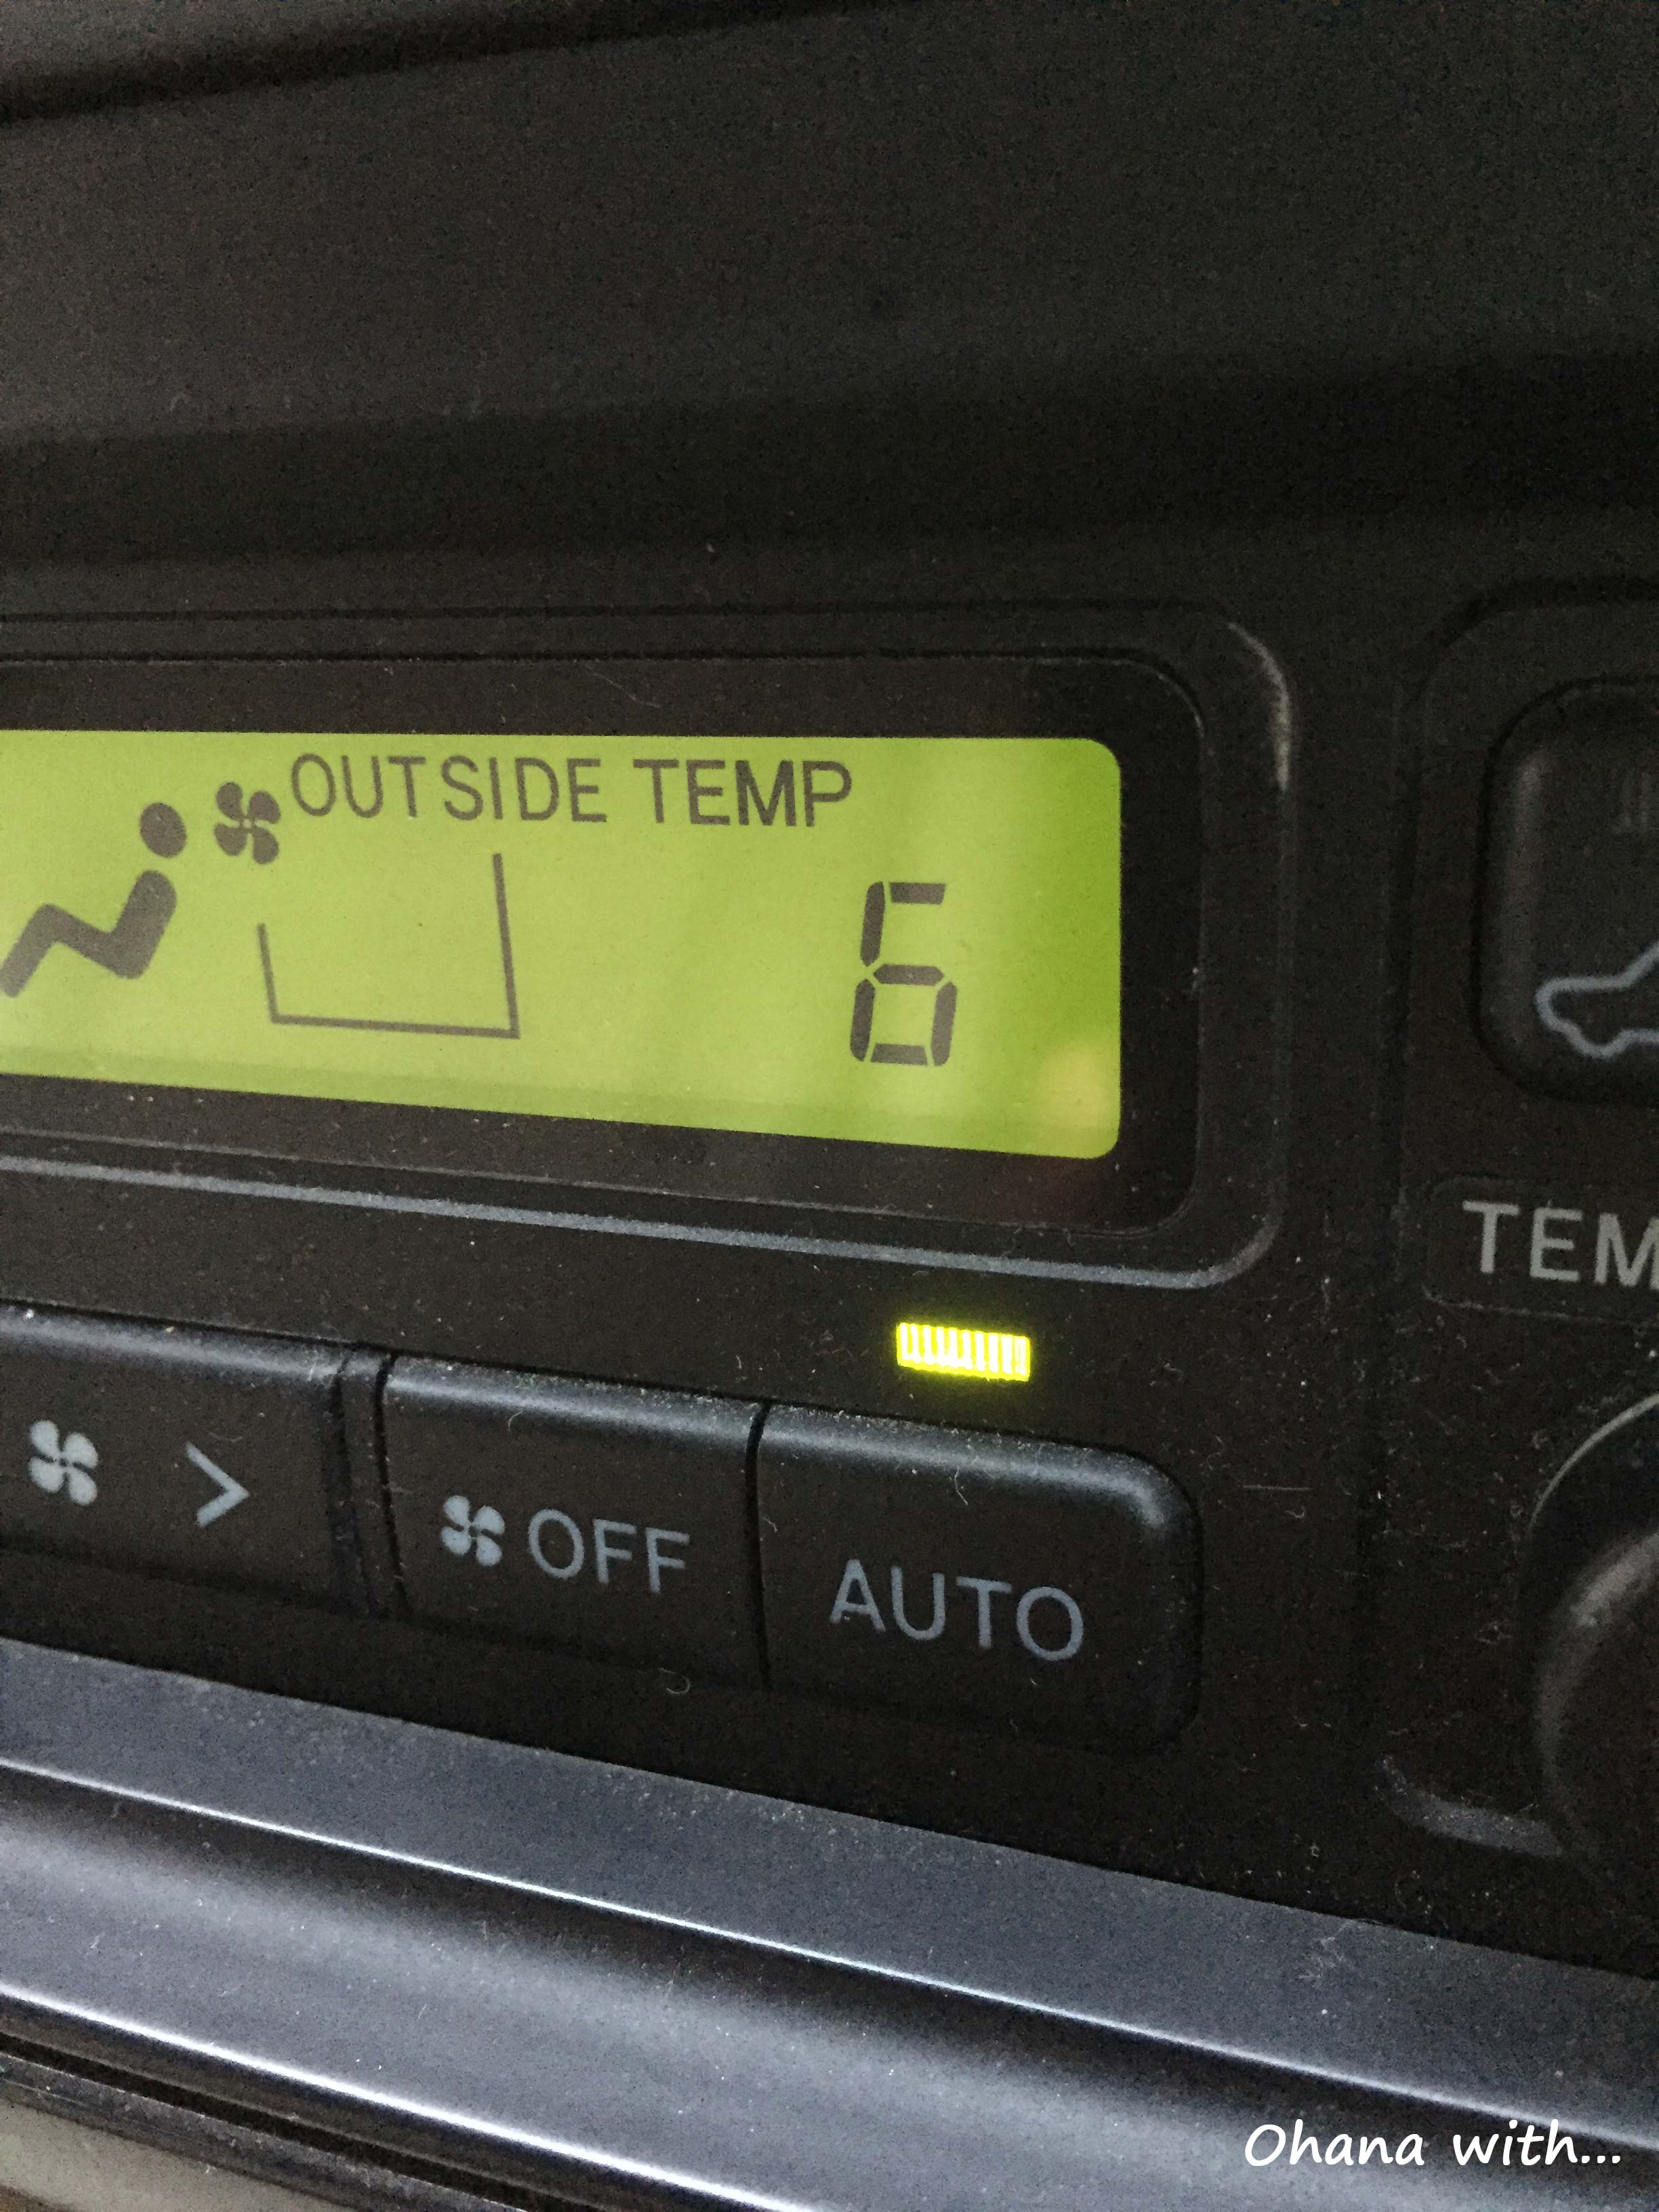 OUTSIDE TEMP
6
TEM
OFF
AUTO
Ohana with...